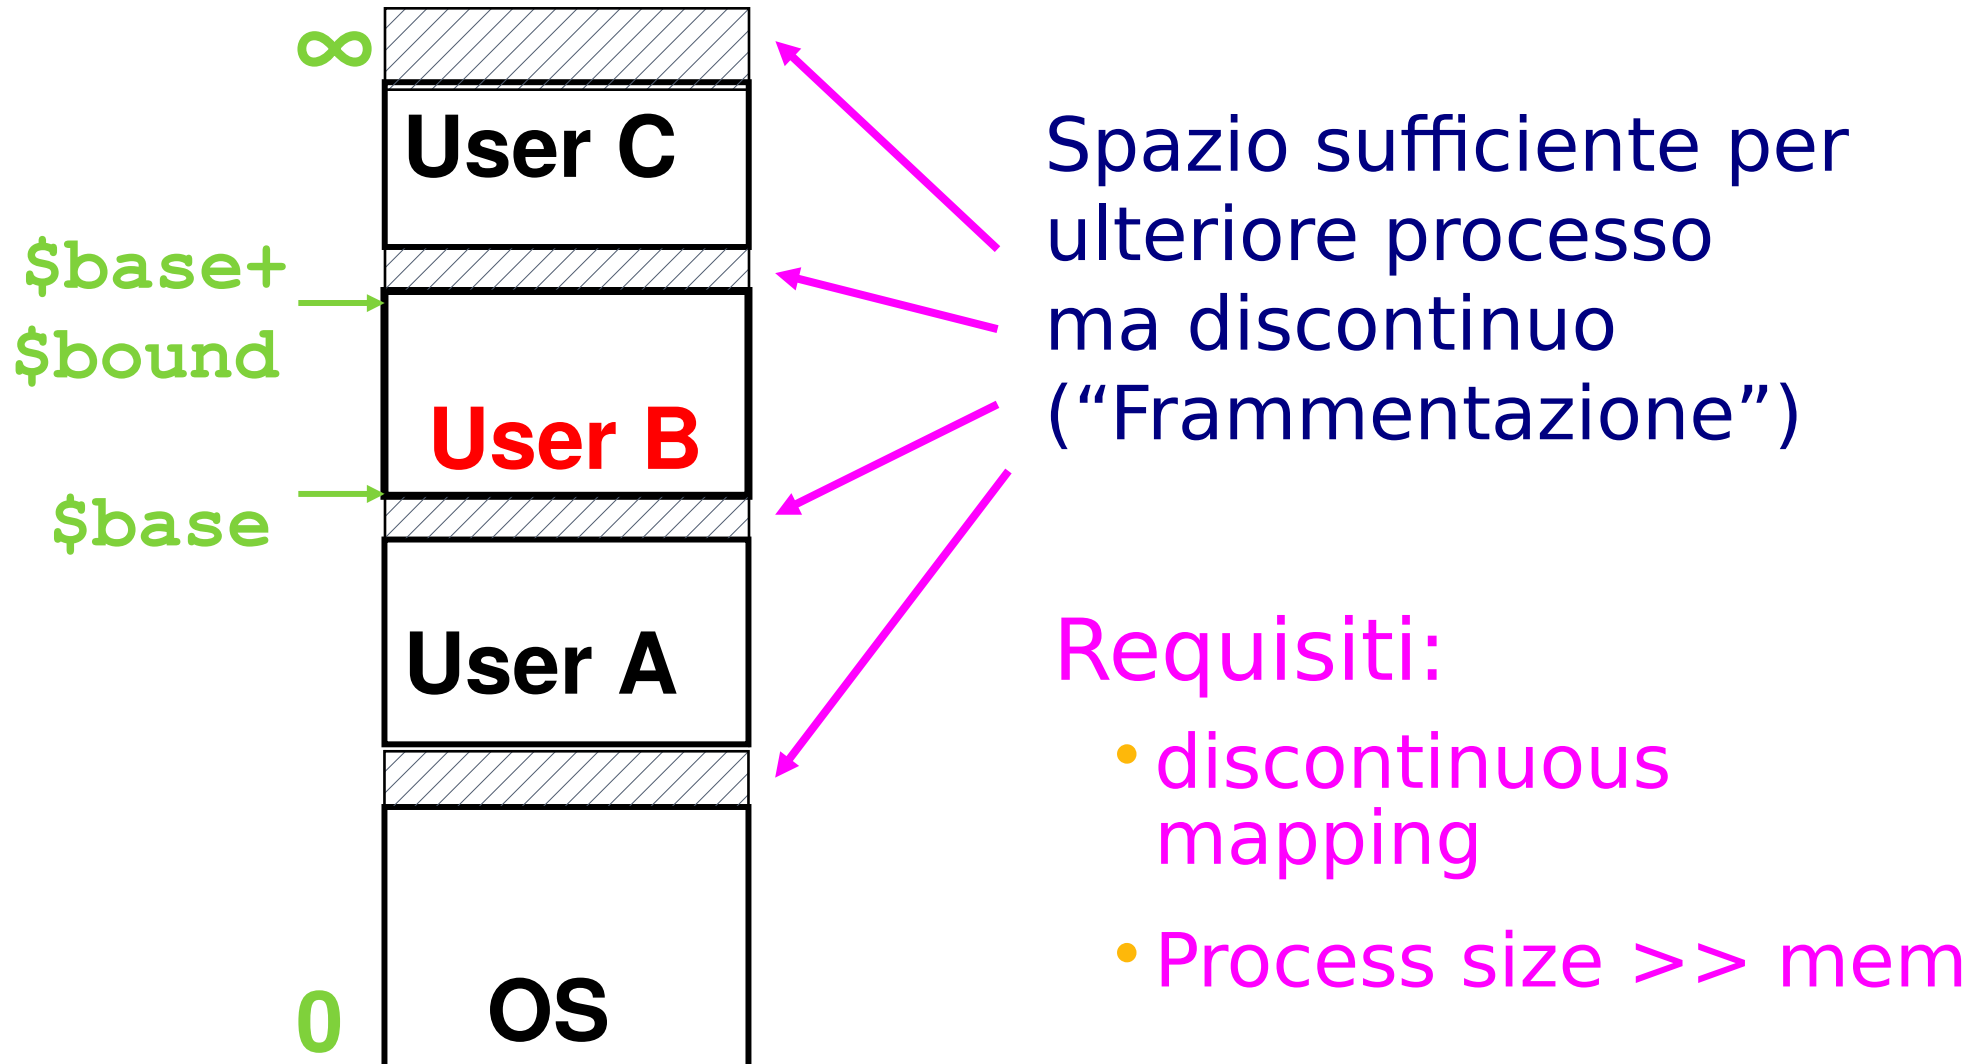 ∞
User C
$base+
$bound
User B
$base
User A
OS
0
Spazio sufficiente per
ulteriore processo
ma discontinuo
(“Frammentazione”)
Requisiti:
• discontinuous
mapping
• Process size >> mem